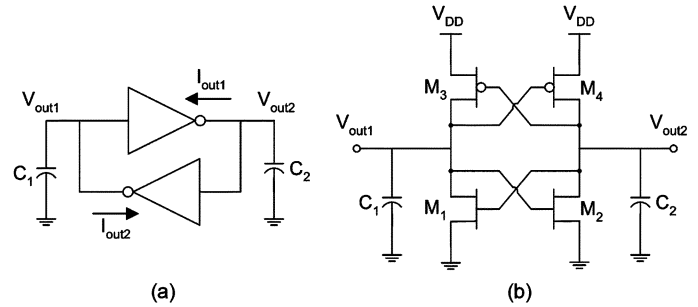 V_DD V_DD
I_out1
M_3 M_4
V_out1 V_out2
V_out1 V_out2
C_1 C_2
M_1 M_2
C_1 C_2
I_out2
(a) (b)